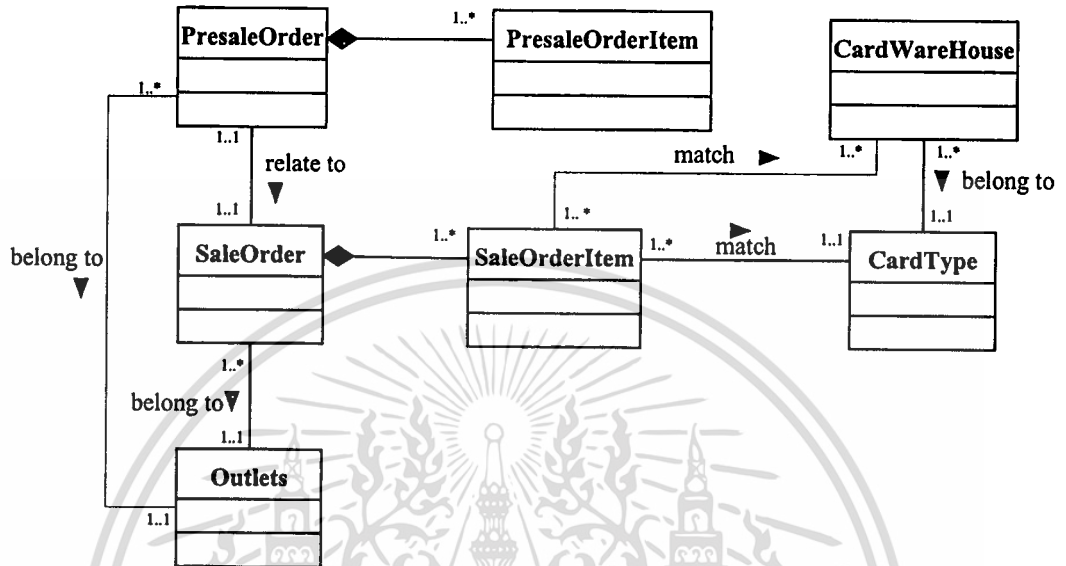 PresaleOrder
1..*
PresaleOrderItem
CardWareHouse
1..*
1..1
relate to
1..1
match
1..*
1..*
belong to
1..*
1..1
belong to
SaleOrder
1..*
SaleOrderItem
1..*
match
1..1
CardType
1..*
belong to
1..1
Outlets
1..1